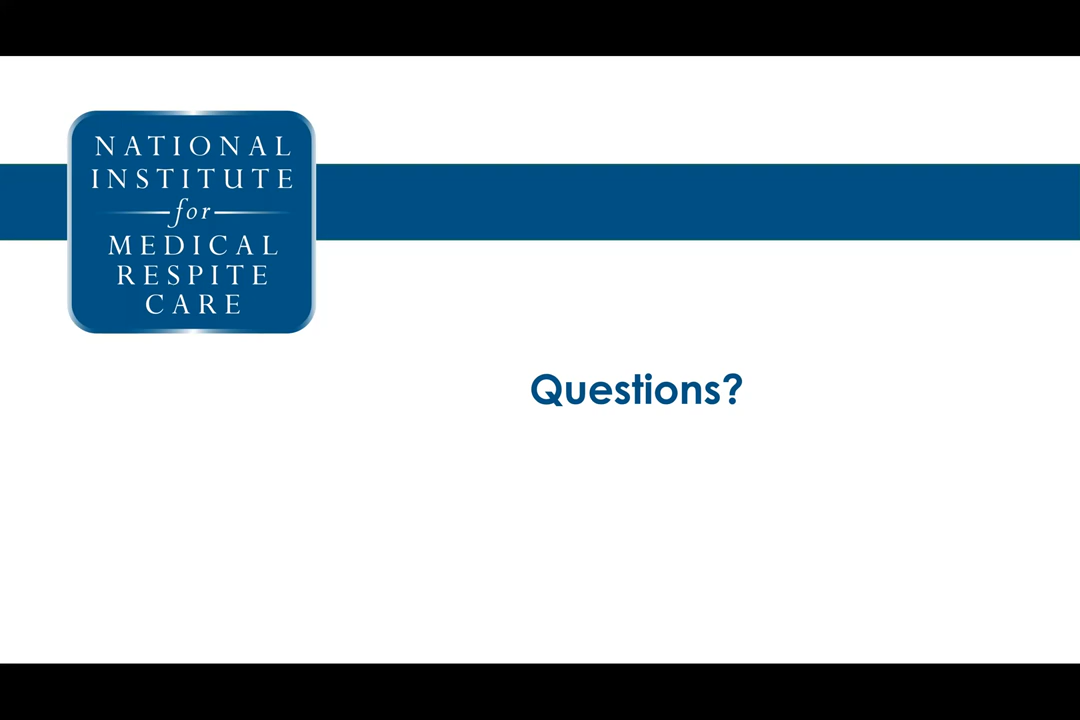 NATIONAL
INSTITUTE
for
MEDICAL
RESPITE
CARE
Questions?